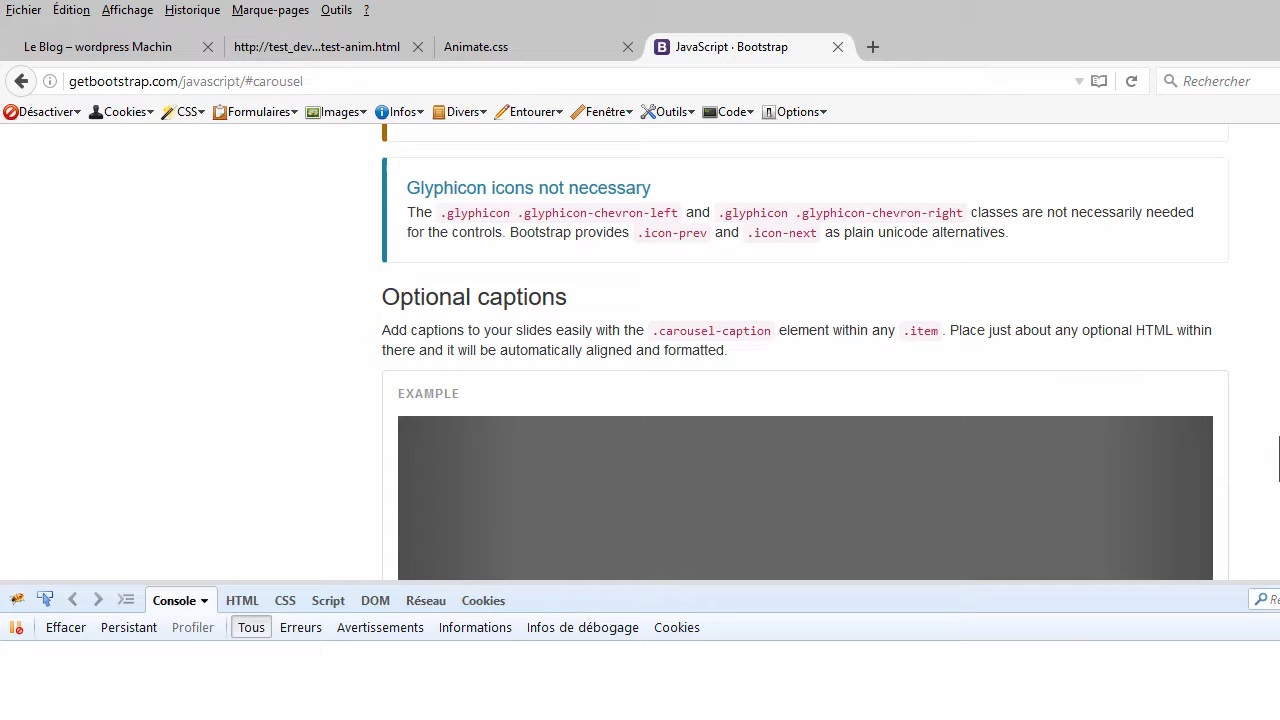 Fichier Édition Affichage Historique Marque-pages Outils ?
Le Blog – wordpress Machin http://test_dev...test-anim.html Animate.css B JavaScript · Bootstrap
getbootstrap.com/javascript/#carousel Rechercher
Désactiver Cookies CSS Formulaires Images Infos Divers Entourer Fenêtre Outils Code Options
Glyphicon icons not necessary
The .glyphicon .glyphicon-chevron-left and .glyphicon .glyphicon-chevron-right classes are not necessarily needed
for the controls. Bootstrap provides .icon-prev and .icon-next as plain unicode alternatives.
Optional captions
Add captions to your slides easily with the .carousel-caption element within any .item. Place just about any optional HTML within
there and it will be automatically aligned and formatted.
EXAMPLE
Console HTML CSS Script DOM Réseau Cookies
Effacer Persistant Profiler Tous Erreurs Avertissements Informations Infos de débogage Cookies